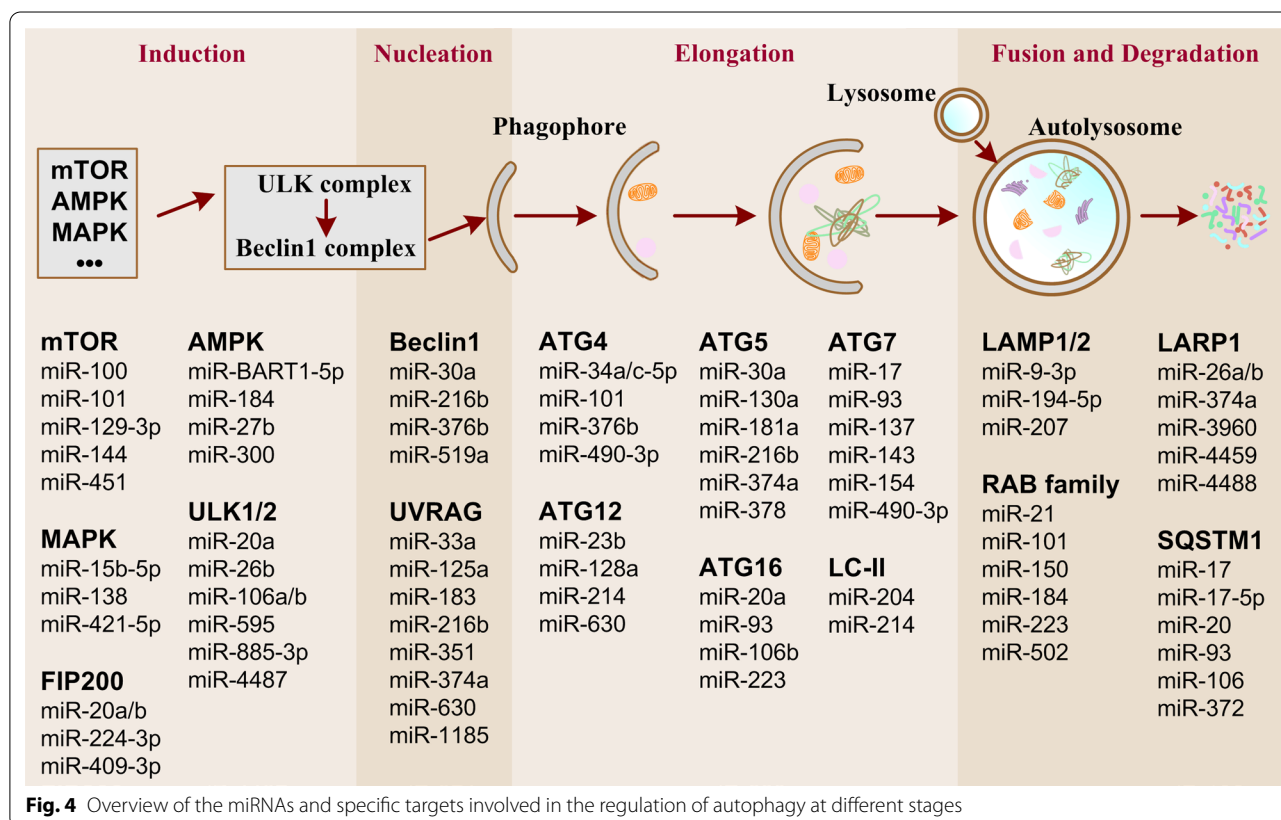 Induction
Nucleation
Elongation
Fusion and Degradation
Lysosome
Phagophore
Autolysosome
mTOR
AMPK
MAPK
...
ULK complex
Beclin1 complex
mTOR
miR-100
miR-101
miR-129-3p
miR-144
miR-451
MAPK
miR-15b-5p
miR-138
miR-421-5p
FIP200
miR-20a/b
miR-224-3p
miR-409-3p
AMPK
miR-BART1-5p
miR-184
miR-27b
miR-300
ULK1/2
miR-20a
miR-26b
miR-106a/b
miR-595
miR-885-3p
miR-4487
Beclin1
miR-30a
miR-216b
miR-376b
miR-519a
UVRAG
miR-33a
miR-125a
miR-183
miR-216b
miR-351
miR-374a
miR-630
miR-1185
ATG4
miR-34a/c-5p
miR-101
miR-376b
miR-490-3p
ATG12
miR-23b
miR-128a
miR-214
miR-630
ATG5
miR-30a
miR-130a
miR-181a
miR-216b
miR-374a
miR-378
ATG16
miR-20a
miR-93
miR-106b
miR-223
ATG7
miR-17
miR-93
miR-137
miR-143
miR-154
miR-490-3p
LC-II
miR-204
miR-214
LAMP1/2
miR-9-3p
miR-194-5p
miR-207
RAB family
miR-21
miR-101
miR-150
miR-184
miR-223
miR-502
LARP1
miR-26a/b
miR-374a
miR-3960
miR-4459
miR-4488
SQSTM1
miR-17
miR-17-5p
miR-20
miR-93
miR-106
miR-372
Fig. 4 Overview of the miRNAs and specific targets involved in the regulation of autophagy at different stages